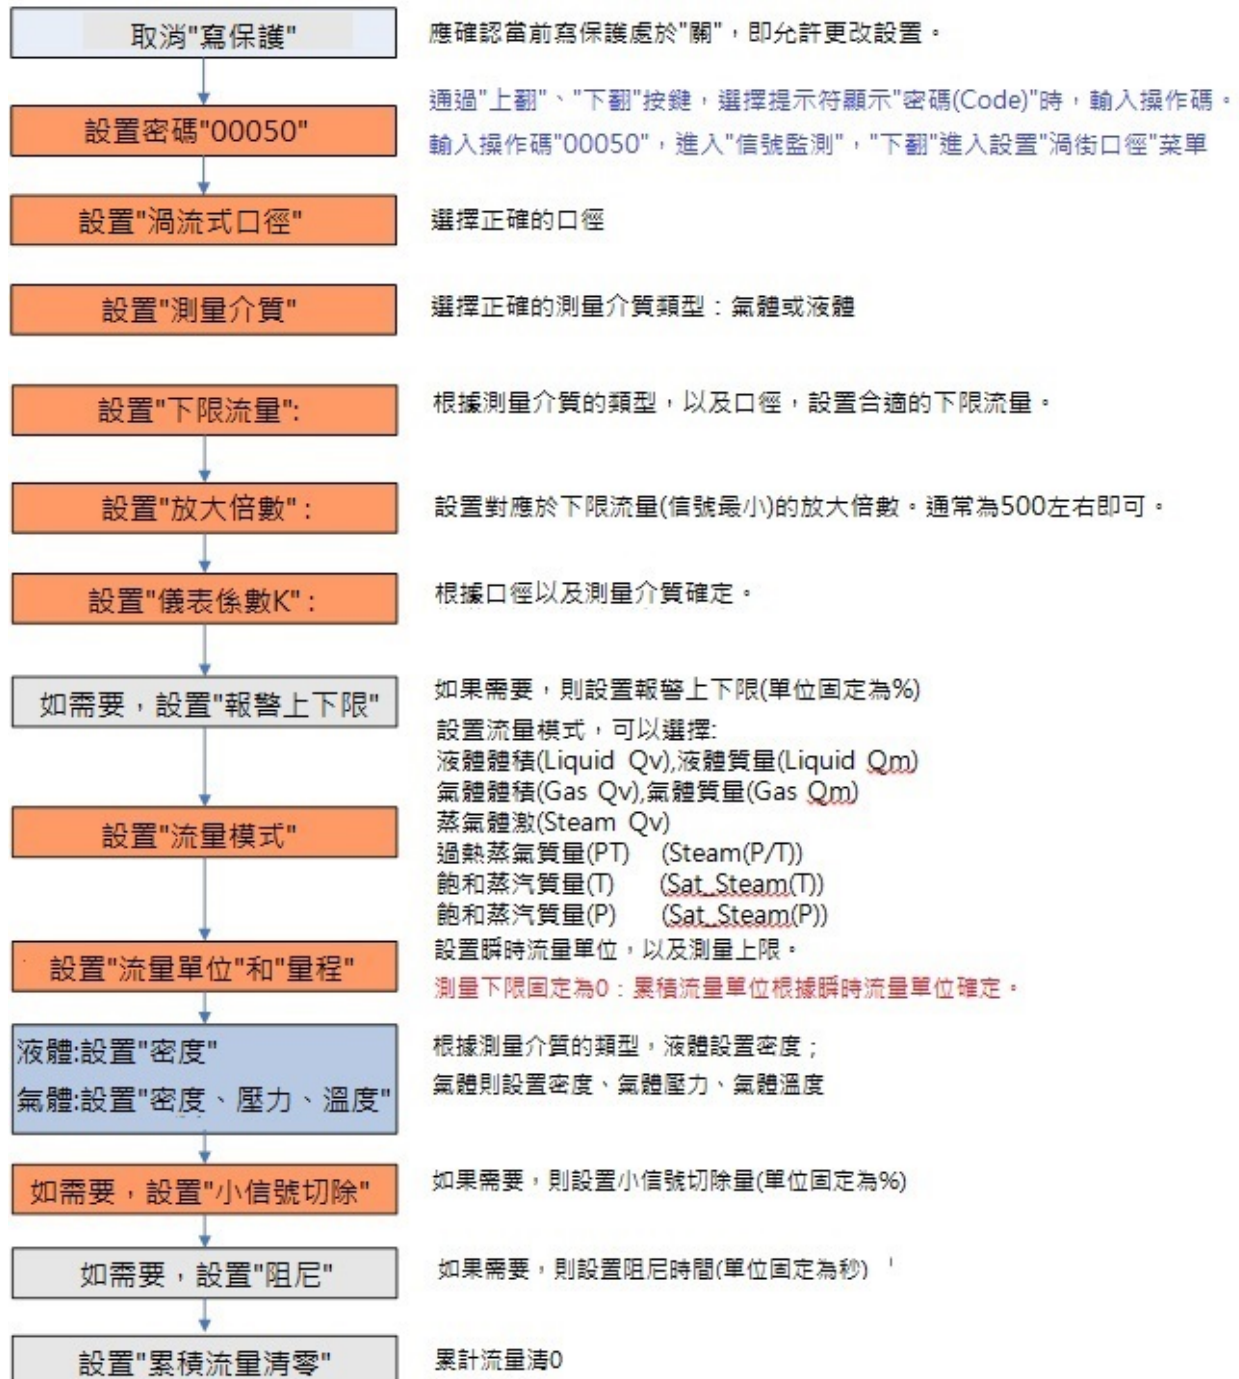 取消"寫保護"
應確認當前寫保護處於"關"，即允許更改設置。
設置密碼"00050"
通過"上翻"、"下翻"按鍵，選擇提示符顯示"密碼(Code)"時，輸入操作碼。
輸入操作碼"00050"，進入"信號監測"，"下翻"進入設置"渦街口徑"菜單
設置"渦流式口徑"
選擇正確的口徑
設置"測量介質"
選擇正確的測量介質類型：氣體或液體
設置"下限流量":
根據測量介質的類型，以及口徑，設置合適的下限流量。
設置"放大倍數"：
設置對應於下限流量(信號最小)的放大倍數。通常為500左右即可。
設置"儀表係數K"：
根據口徑以及測量介質確定。
如需要，設置"報警上下限"
如果需要，則設置報警上下限(單位固定為%)
設置"流量模式"
設置流量模式，可以選擇:
液體體積(Liquid Qv),液體質量(Liquid Qm)
氣體體積(Gas Qv),氣體質量(Gas Qm)
蒸氣體激(Steam Qv)
過熱蒸氣質量(PT) (Steam(P/T))
飽和蒸汽質量(T) (Sat_Steam(T))
飽和蒸汽質量(P) (Sat_Steam(P))
設置"流量單位"和"量程"
設置瞬時流量單位，以及測量上限。
測量下限固定為0：累積流量單位根據瞬時流量單位確定。
液體:設置"密度"
氣體:設置"密度、壓力、溫度"
根據測量介質的類型，液體設置密度；
氣體則設置密度、氣體壓力、氣體溫度
如需要，設置"小信號切除"
如果需要，則設置小信號切除量(單位固定為%)
如需要，設置"阻尼"
如果需要，則設置阻尼時間(單位固定為秒)
設置"累積流量清零"
累計流量清0